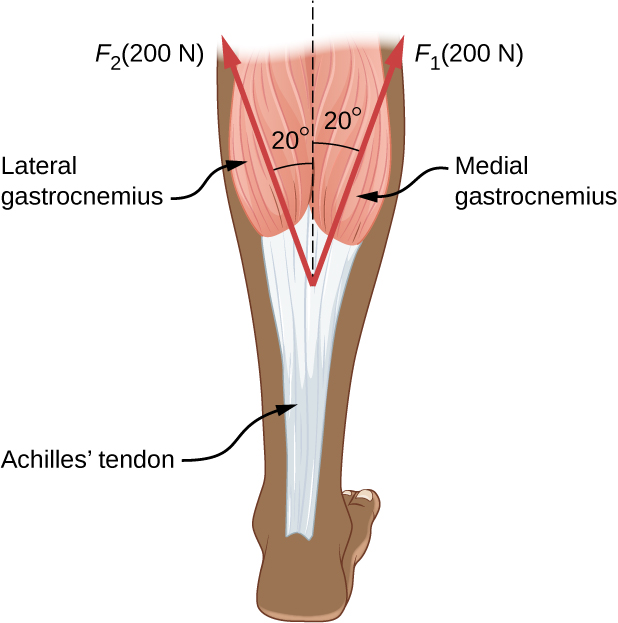 F2(200 N)
F1(200 N)
20°
20°
Lateral
gastrocnemius
Medial
gastrocnemius
Achilles’ tendon